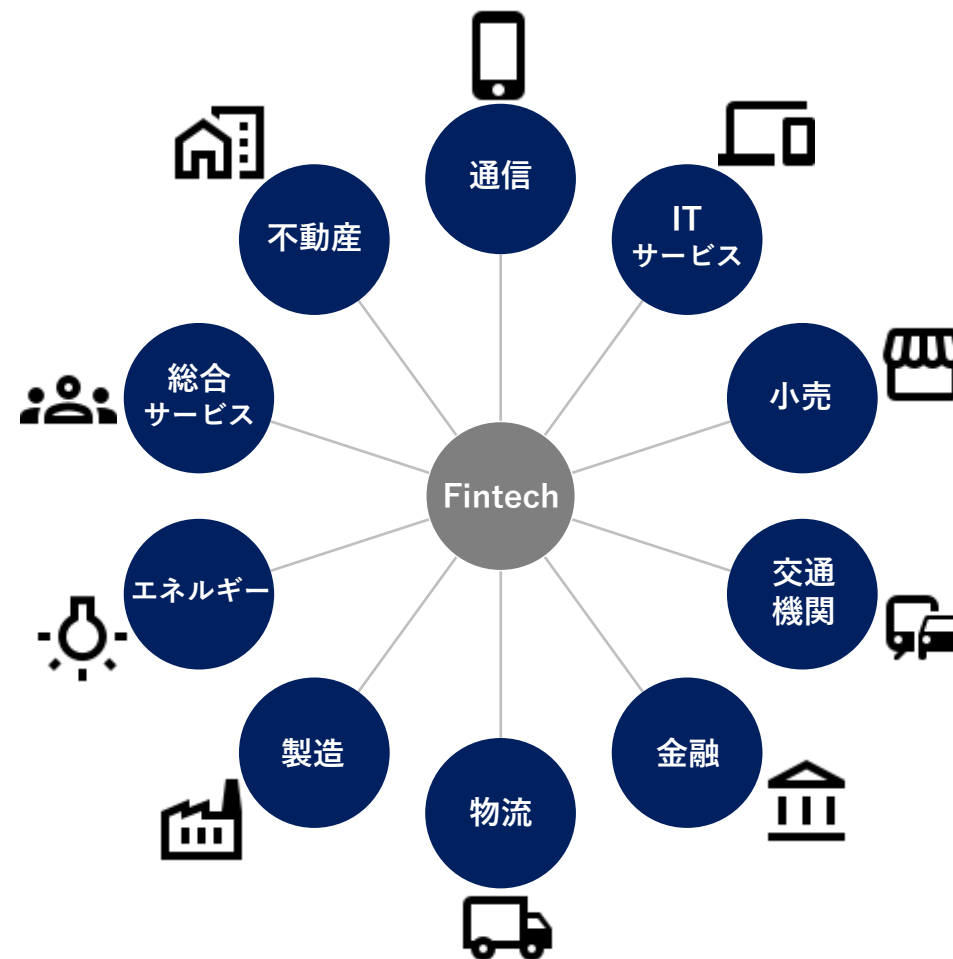 通信
IT
サービス
不動産
小売
総合
サービス
Fintech
交通
機関
エネルギー
金融
製造
物流